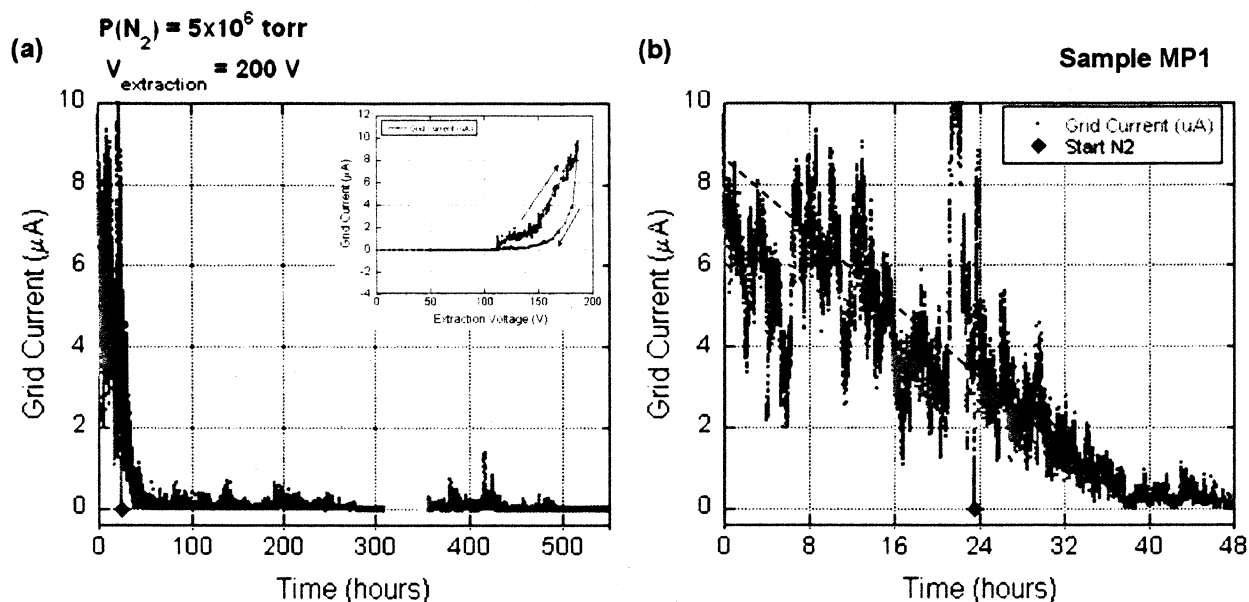 (a)
P(N2) = 5x10^6 torr
Vextraction = 200 V
Grid Current (μA)
10
8
6
4
2
0
0 100 200 300 400 500
Time (hours)
Grid Current (uA)
Grid Current (μA)
12
10
8
6
4
2
0
-2
-4
0 50 100 150 200
Extraction Voltage (V)
(b)
Sample MP1
Grid Current (uA)
Start N2
Grid Current (μA)
10
8
6
4
2
0
0 8 16 24 32 40 48
Time (hours)